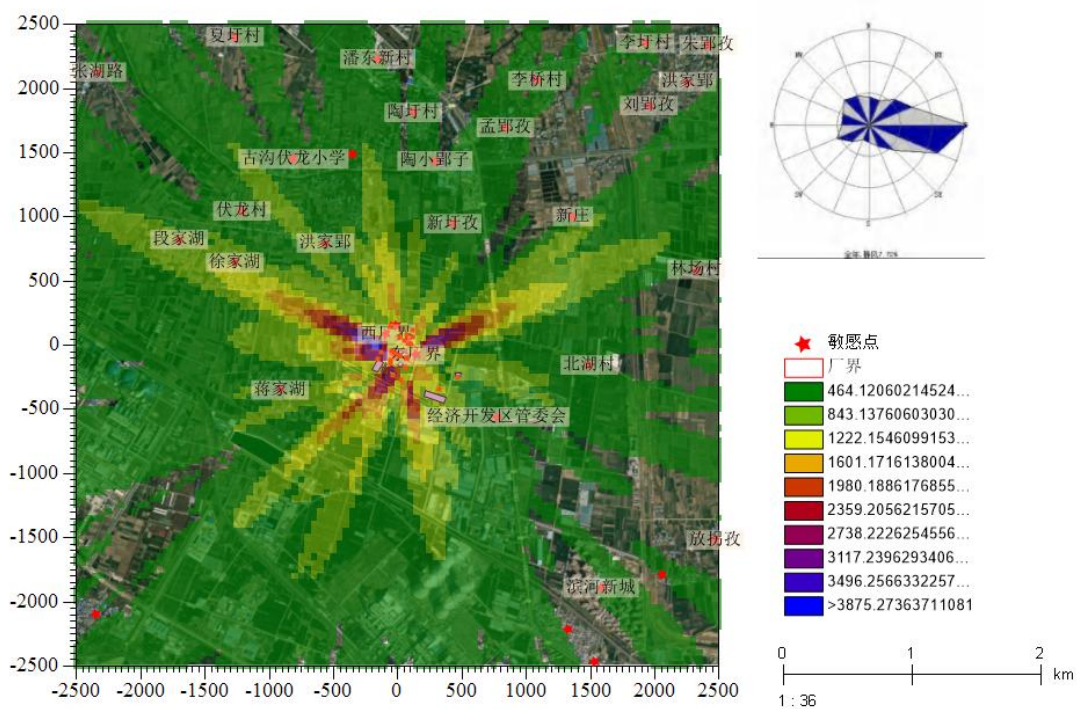 2500
2000
1500
1000
500
0
-500
-1000
-1500
-2000
-2500
-2500
-2000
-1500
-1000
-500
0
500
1000
1500
2000
2500
夏圩村
潘东新村
李圩村
朱郢孜
张湖路
李桥村
洪家郢
陶圩村
刘郢孜
孟郢孜
古沟伏龙小学
陶小郢子
伏龙村
新圩孜
新庄
段家湖
洪家郢
徐家湖
林场村
西厂界
东厂界
北湖村
蒋家湖
经济开发区管委会
放拐孜
滨河新城
敏感点
厂界
464.12060214524...
843.13760603030...
1222.1546099153...
1601.1716138004...
1980.1886176855...
2359.2056215705...
2738.2226254556...
3117.2396293406...
3496.2566332257...
>3875.27363711081
0
1
2
km
1 : 36